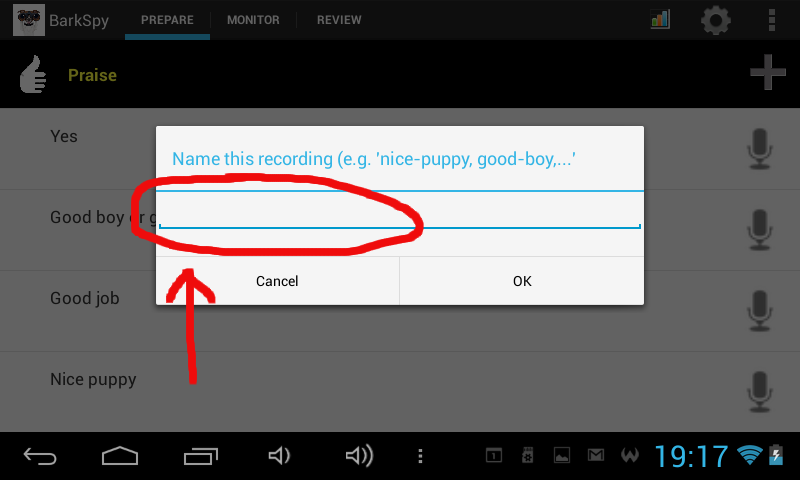 BarkSpy PREPARE MONITOR REVIEW
Praise
Yes
Name this recording (e.g. 'nice-puppy, good-boy,...'
Good boy or g
Cancel OK
Good job
Nice puppy
1 19:17